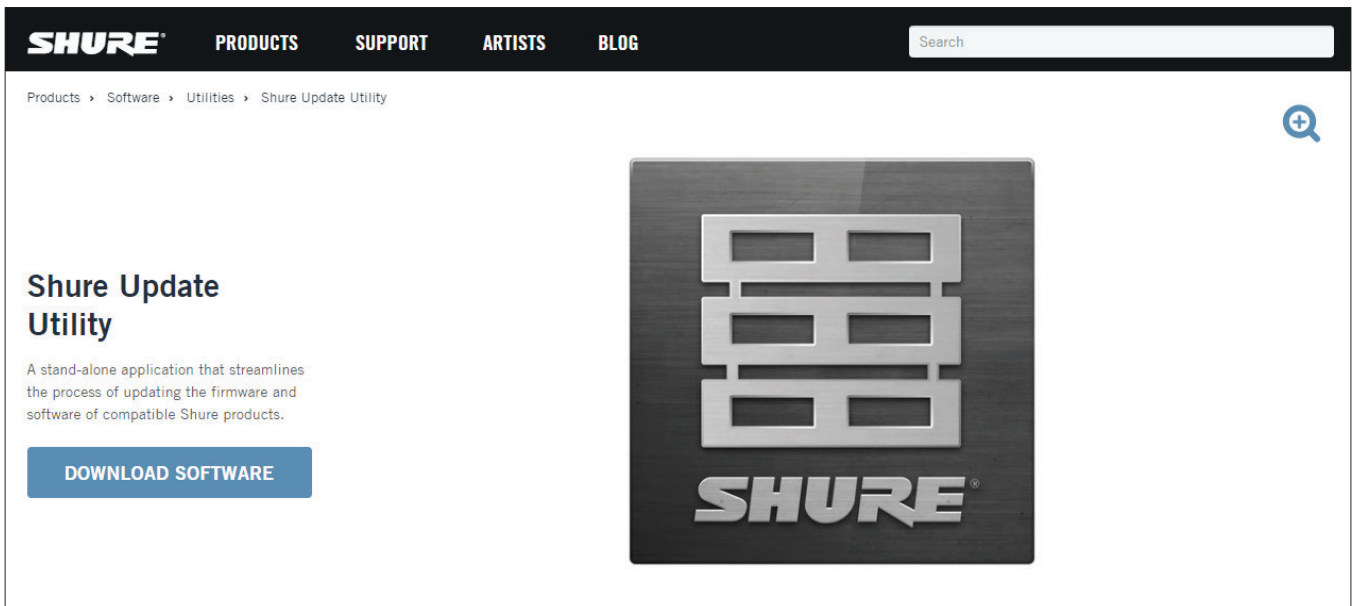 SHURE® PRODUCTS SUPPORT ARTISTS BLOG Search
Products › Software › Utilities › Shure Update Utility
Shure Update
Utility
A stand-alone application that streamlines
the process of updating the firmware and
software of compatible Shure products.
DOWNLOAD SOFTWARE
SHURE®